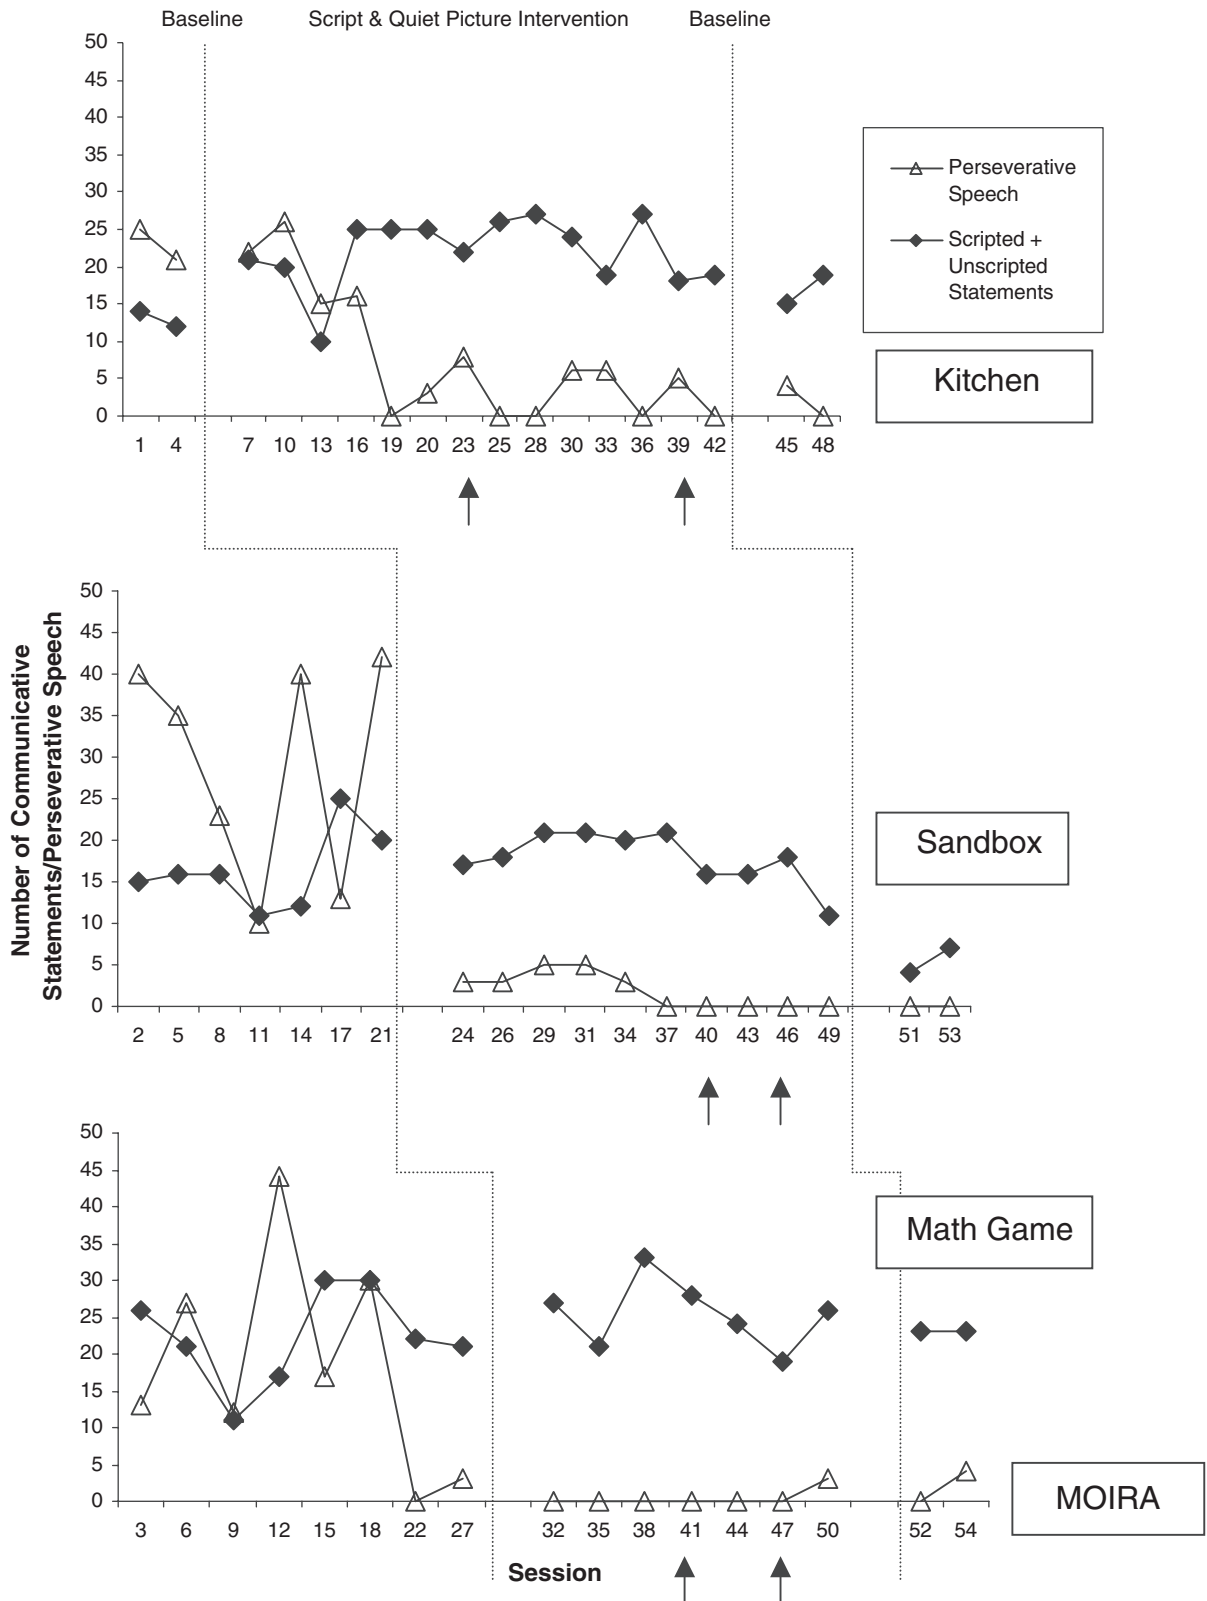 Baseline Script & Quiet Picture Intervention Baseline
50
45
40
35
30
25
20
15
10
5
0
1 4 7 10 13 16 19 20 23 25 28 30 33 36 39 42 45 48
Perseverative
Speech
Scripted +
Unscripted
Statements
Kitchen
Number of Communicative
Statements/Perseverative Speech
50
45
40
35
30
25
20
15
10
5
0
2 5 8 11 14 17 21 24 26 29 31 34 37 40 43 46 49 51 53
Sandbox
50
45
40
35
30
25
20
15
10
5
0
3 6 9 12 15 18 22 27 32 35 38 41 44 47 50 52 54
Math Game
MOIRA
Session